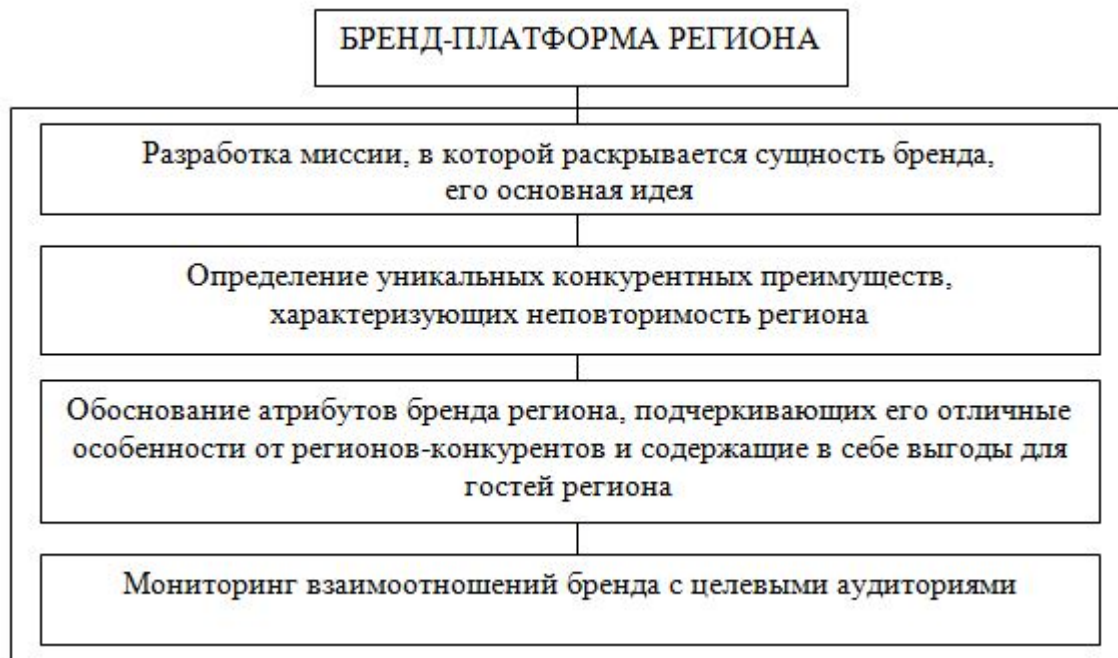 БРЕНД-ПЛАТФОРМА РЕГИОНА
Разработка миссии, в которой раскрывается сущность бренда,
его основная идея
Определение уникальных конкурентных преимуществ,
характеризующих неповторимость региона
Обоснование атрибутов бренда региона, подчеркивающих его отличные
особенности от регионов-конкурентов и содержащие в себе выгоды для
гостей региона
Мониторинг взаимоотношений бренда с целевыми аудиториями